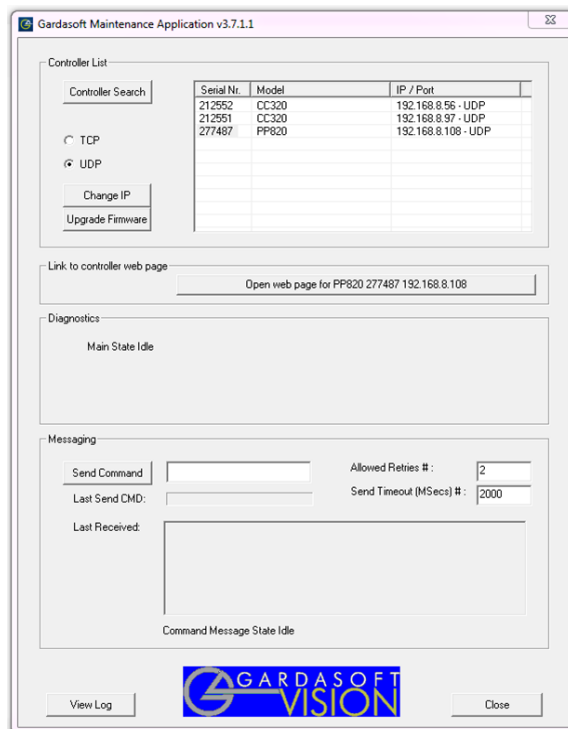 Gardasoft Maintenance Application v3.7.1.1
Controller List
Controller Search
Serial Nr. Model IP / Port
212552 CC320 192.168.8.56 - UDP
212551 CC320 192.168.8.97 - UDP
277487 PP820 192.168.8.108 - UDP
TCP
UDP
Change IP
Upgrade Firmware
Link to controller web page
Open web page for PP820 277487 192.168.8.108
Diagnostics
Main State Idle
Messaging
Send Command
Allowed Retries # : 2
Last Send CMD:
Send Timeout (MSecs) # : 2000
Last Received:
Command Message State Idle
View Log
GARDASOFT
VISION
Close